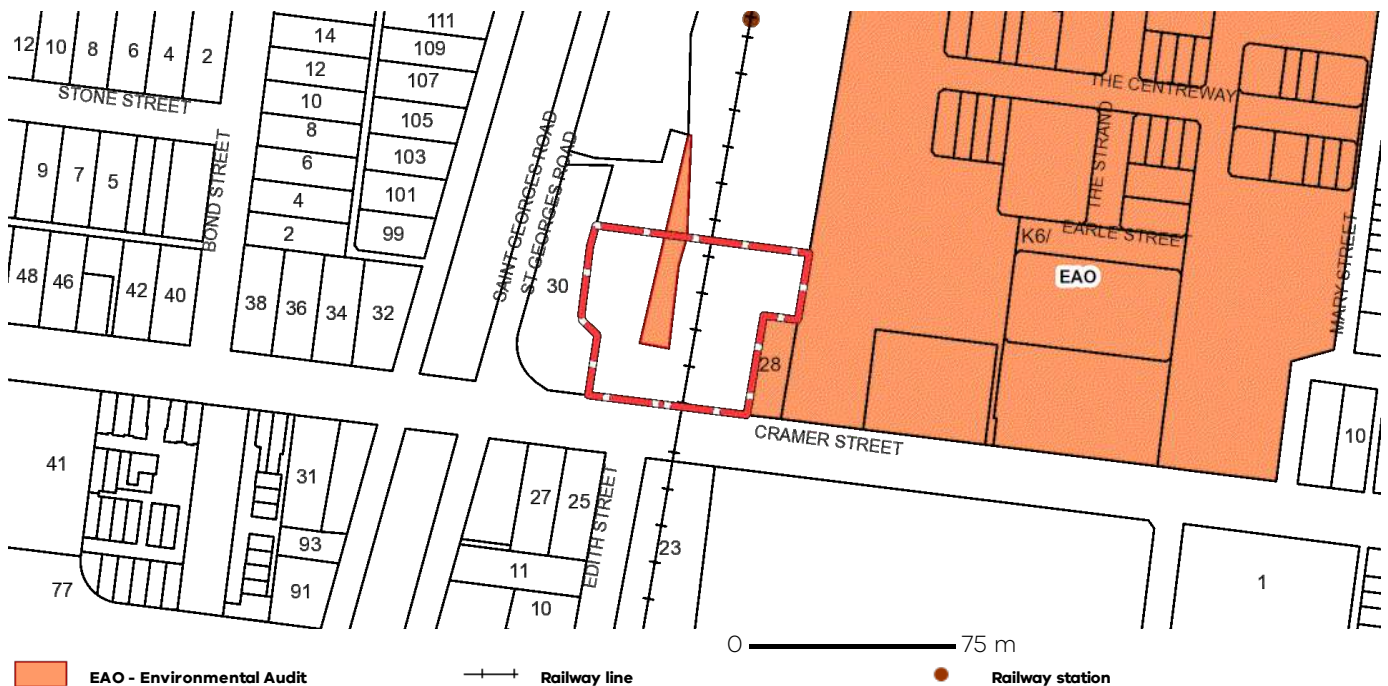 111
14
109
12 10 8 6 4 2
12
107
STONE STREET
10
105
THE CENTREWAY
8
103
9 7 5
6
101
THE STRAND
4
BOND STREET
2
99
SAINT GEORGES ROAD
ST GEORGES ROAD
K6/
EARLE STREET
EAO
MARY STREET
48 46 42 40
38 36 34 32
30
28
CRAMER STREET
10
41
31
27 25
EDITH STREET
23
93
11
91
10
77
1
0 75 m
EAO - Environmental Audit
Railway line
Railway station